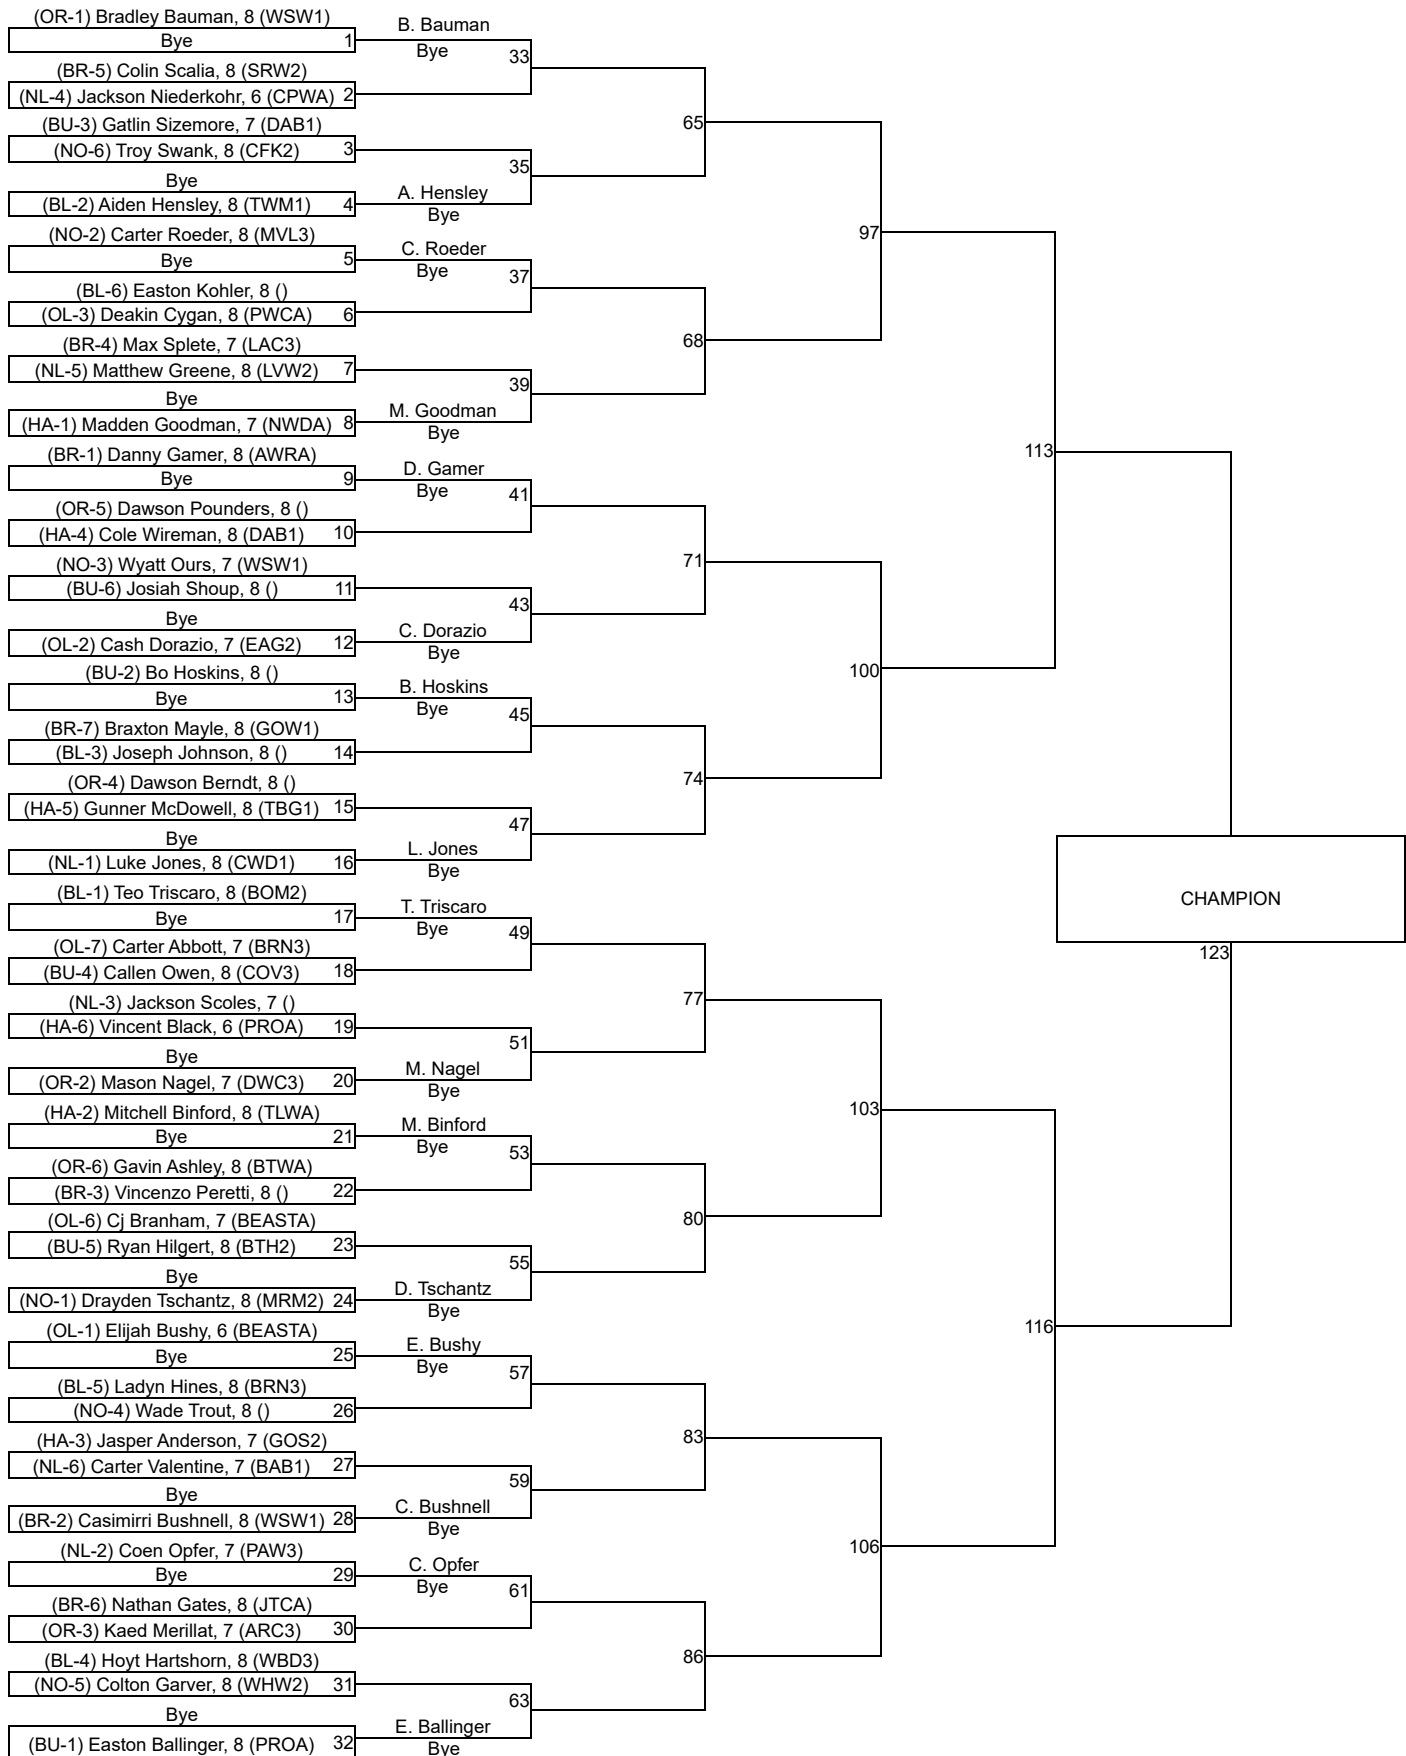 (OR-1) Bradley Bauman, 8 (WSW1)
Bye 1
B. Bauman
Bye
33
(BR-5) Colin Scalia, 8 (SRW2)
(NL-4) Jackson Niederkohr, 6 (CPWA) 2
65
(BU-3) Gatlin Sizemore, 7 (DAB1)
(NO-6) Troy Swank, 8 (CFK2) 3
35
Bye
(BL-2) Aiden Hensley, 8 (TWM1) 4
A. Hensley
Bye
97
(NO-2) Carter Roeder, 8 (MVL3)
Bye 5
C. Roeder
Bye
37
(BL-6) Easton Kohler, 8 ()
(OL-3) Deakin Cygan, 8 (PWCA) 6
68
(BR-4) Max Splete, 7 (LAC3)
(NL-5) Matthew Greene, 8 (LVW2) 7
39
Bye
(HA-1) Madden Goodman, 7 (NWDA) 8
M. Goodman
Bye
113
(BR-1) Danny Gamer, 8 (AWRA)
Bye 9
D. Gamer
Bye
41
(OR-5) Dawson Pounders, 8 ()
(HA-4) Cole Wireman, 8 (DAB1) 10
71
(NO-3) Wyatt Ours, 7 (WSW1)
(BU-6) Josiah Shoup, 8 () 11
43
Bye
(OL-2) Cash Dorazio, 7 (EAG2) 12
C. Dorazio
Bye
100
(BU-2) Bo Hoskins, 8 ()
Bye 13
B. Hoskins
Bye
45
(BR-7) Braxton Mayle, 8 (GOW1)
(BL-3) Joseph Johnson, 8 () 14
74
(OR-4) Dawson Berndt, 8 ()
(HA-5) Gunner McDowell, 8 (TBG1) 15
47
Bye
(NL-1) Luke Jones, 8 (CWD1) 16
L. Jones
Bye
CHAMPION
123
(BL-1) Teo Triscaro, 8 (BOM2)
Bye 17
T. Triscaro
Bye
49
(OL-7) Carter Abbott, 7 (BRN3)
(BU-4) Callen Owen, 8 (COV3) 18
77
(NL-3) Jackson Scoles, 7 ()
(HA-6) Vincent Black, 6 (PROA) 19
51
Bye
(OR-2) Mason Nagel, 7 (DWC3) 20
M. Nagel
Bye
103
(HA-2) Mitchell Binford, 8 (TLWA)
Bye 21
M. Binford
Bye
53
(OR-6) Gavin Ashley, 8 (BTWA)
(BR-3) Vincenzo Peretti, 8 () 22
80
(OL-6) Cj Branham, 7 (BEASTA)
(BU-5) Ryan Hilgert, 8 (BTH2) 23
55
Bye
(NO-1) Drayden Tschantz, 8 (MRM2) 24
D. Tschantz
Bye
116
(OL-1) Elijah Bushy, 6 (BEASTA)
Bye 25
E. Bushy
Bye
57
(BL-5) Ladyn Hines, 8 (BRN3)
(NO-4) Wade Trout, 8 () 26
83
(HA-3) Jasper Anderson, 7 (GOS2)
(NL-6) Carter Valentine, 7 (BAB1) 27
59
Bye
(BR-2) Casimirri Bushnell, 8 (WSW1) 28
C. Bushnell
Bye
106
(NL-2) Coen Opfer, 7 (PAW3)
Bye 29
C. Opfer
Bye
61
(BR-6) Nathan Gates, 8 (JTCA)
(OR-3) Kaed Merillat, 7 (ARC3) 30
86
(BL-4) Hoyt Hartshorn, 8 (WBD3)
(NO-5) Colton Garver, 8 (WHW2) 31
63
Bye
(BU-1) Easton Ballinger, 8 (PROA) 32
E. Ballinger
Bye